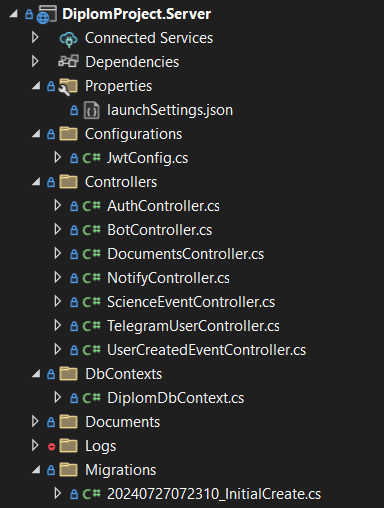 DiplomProject.Server
Connected Services
Dependencies
Properties
launchSettings.json
Configurations
C# JwtConfig.cs
Controllers
C# AuthController.cs
C# BotController.cs
C# DocumentsController.cs
C# NotifyController.cs
C# ScienceEventController.cs
C# TelegramUserController.cs
C# UserCreatedEventController.cs
DbContexts
C# DiplomDbContext.cs
Documents
Logs
Migrations
C# 20240727072310_InitialCreate.cs